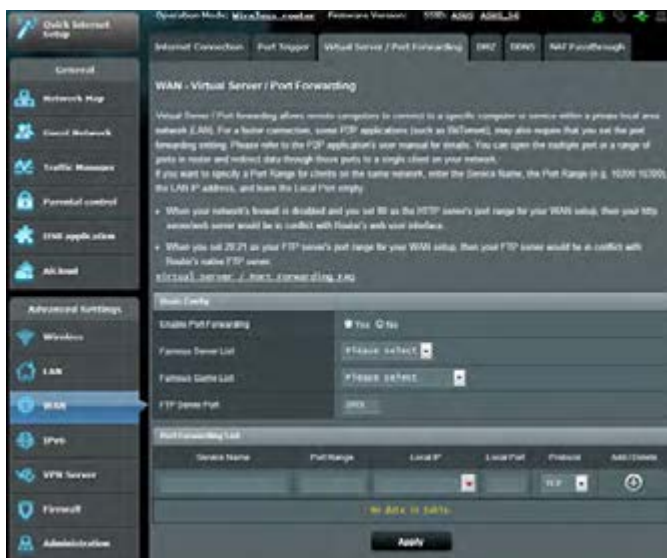 Quick Internet
Setup
Operation Mode: Wireless router Firmware Version: SSID: ASUS ASUS_5G
Internet Connection Port Trigger Virtual Server / Port Forwarding DMZ DDNS NAT Passthrough
General
Network Map
Guest Network
Traffic Manager
Parental control
USB application
AiCloud
Advanced Settings
Wireless
LAN
WAN
IPv6
VPN Server
Firewall
Administration
WAN - Virtual Server / Port Forwarding
Virtual Server / Port forwarding allows remote computers to connect to a specific computer or service within a private local area
network (LAN). For a faster connection, some P2P applications (such as BitTorrent), may also require that you set the port
forwarding setting. Please refer to the P2P application's user manual for details. You can open the multiple port or a range of
ports in router and redirect data through those ports to a single client on your network.
If you want to specify a Port Range for clients on the same network, enter the Service Name, the Port Range (e.g. 10200:10300),
the LAN IP address, and leave the Local Port empty.
• When your network's firewall is disabled and you set 80 as the HTTP server's port range for your WAN setup, then your http
server/web server would be in conflict with Router's web user interface.
• When you set 20:21 as your FTP server's port range for your WAN setup, then your FTP server would be in conflict with
Router's native FTP server.
Virtual Server / Port Forwarding FAQ
Basic Config
Enable Port Forwarding Yes No
Famous Server List Please select
Famous Game List Please select
FTP Server Port
Port Forwarding List
Service Name Port Range Local IP Local Port Protocol Add / Delete
TCP
No data in table.
Apply